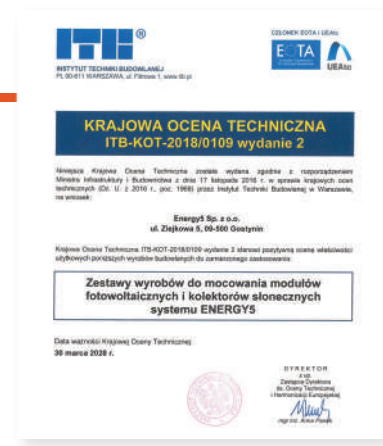 ITB®
INSTYTUT TECHNIKI BUDOWLANEJ
PL 00-611 WARSZAWA, ul. Filtrowa 1, www.itb.pl
CZŁONEK EOTA i UEAtc
EOTA
UEAtc
KRAJOWA OCENA TECHNICZNA
ITB-KOT-2018/0109 wydanie 2
Niniejsza Krajowa Ocena Techniczna została wydana zgodnie z rozporządzeniem
Ministra Infrastruktury i Budownictwa z dnia 17 listopada 2016 r. w sprawie krajowych ocen
technicznych (Dz. U. z 2016 r., poz. 1968) przez Instytut Techniki Budowlanej w Warszawie,
na wniosek:
Energy5 Sp. z o.o.
ul. Ziejkowa 5, 09-500 Gostynin
Krajowa Ocena Techniczna ITB-KOT-2018/0109 wydanie 2 stanowi pozytywną ocenę właściwości
użytkowych poniższych wyrobów budowlanych do zamierzonego zastosowania:
Zestawy wyrobów do mocowania modułów
fotowoltaicznych i kolektorów słonecznych
systemu ENERGY5
Data ważności Krajowej Oceny Technicznej:
30 marca 2028 r.
DYREKTOR
z up.
Zastępca Dyrektora
ds. Oceny Technicznej
i Harmonizacji Europejskiej
mgr inż. Anna Panek